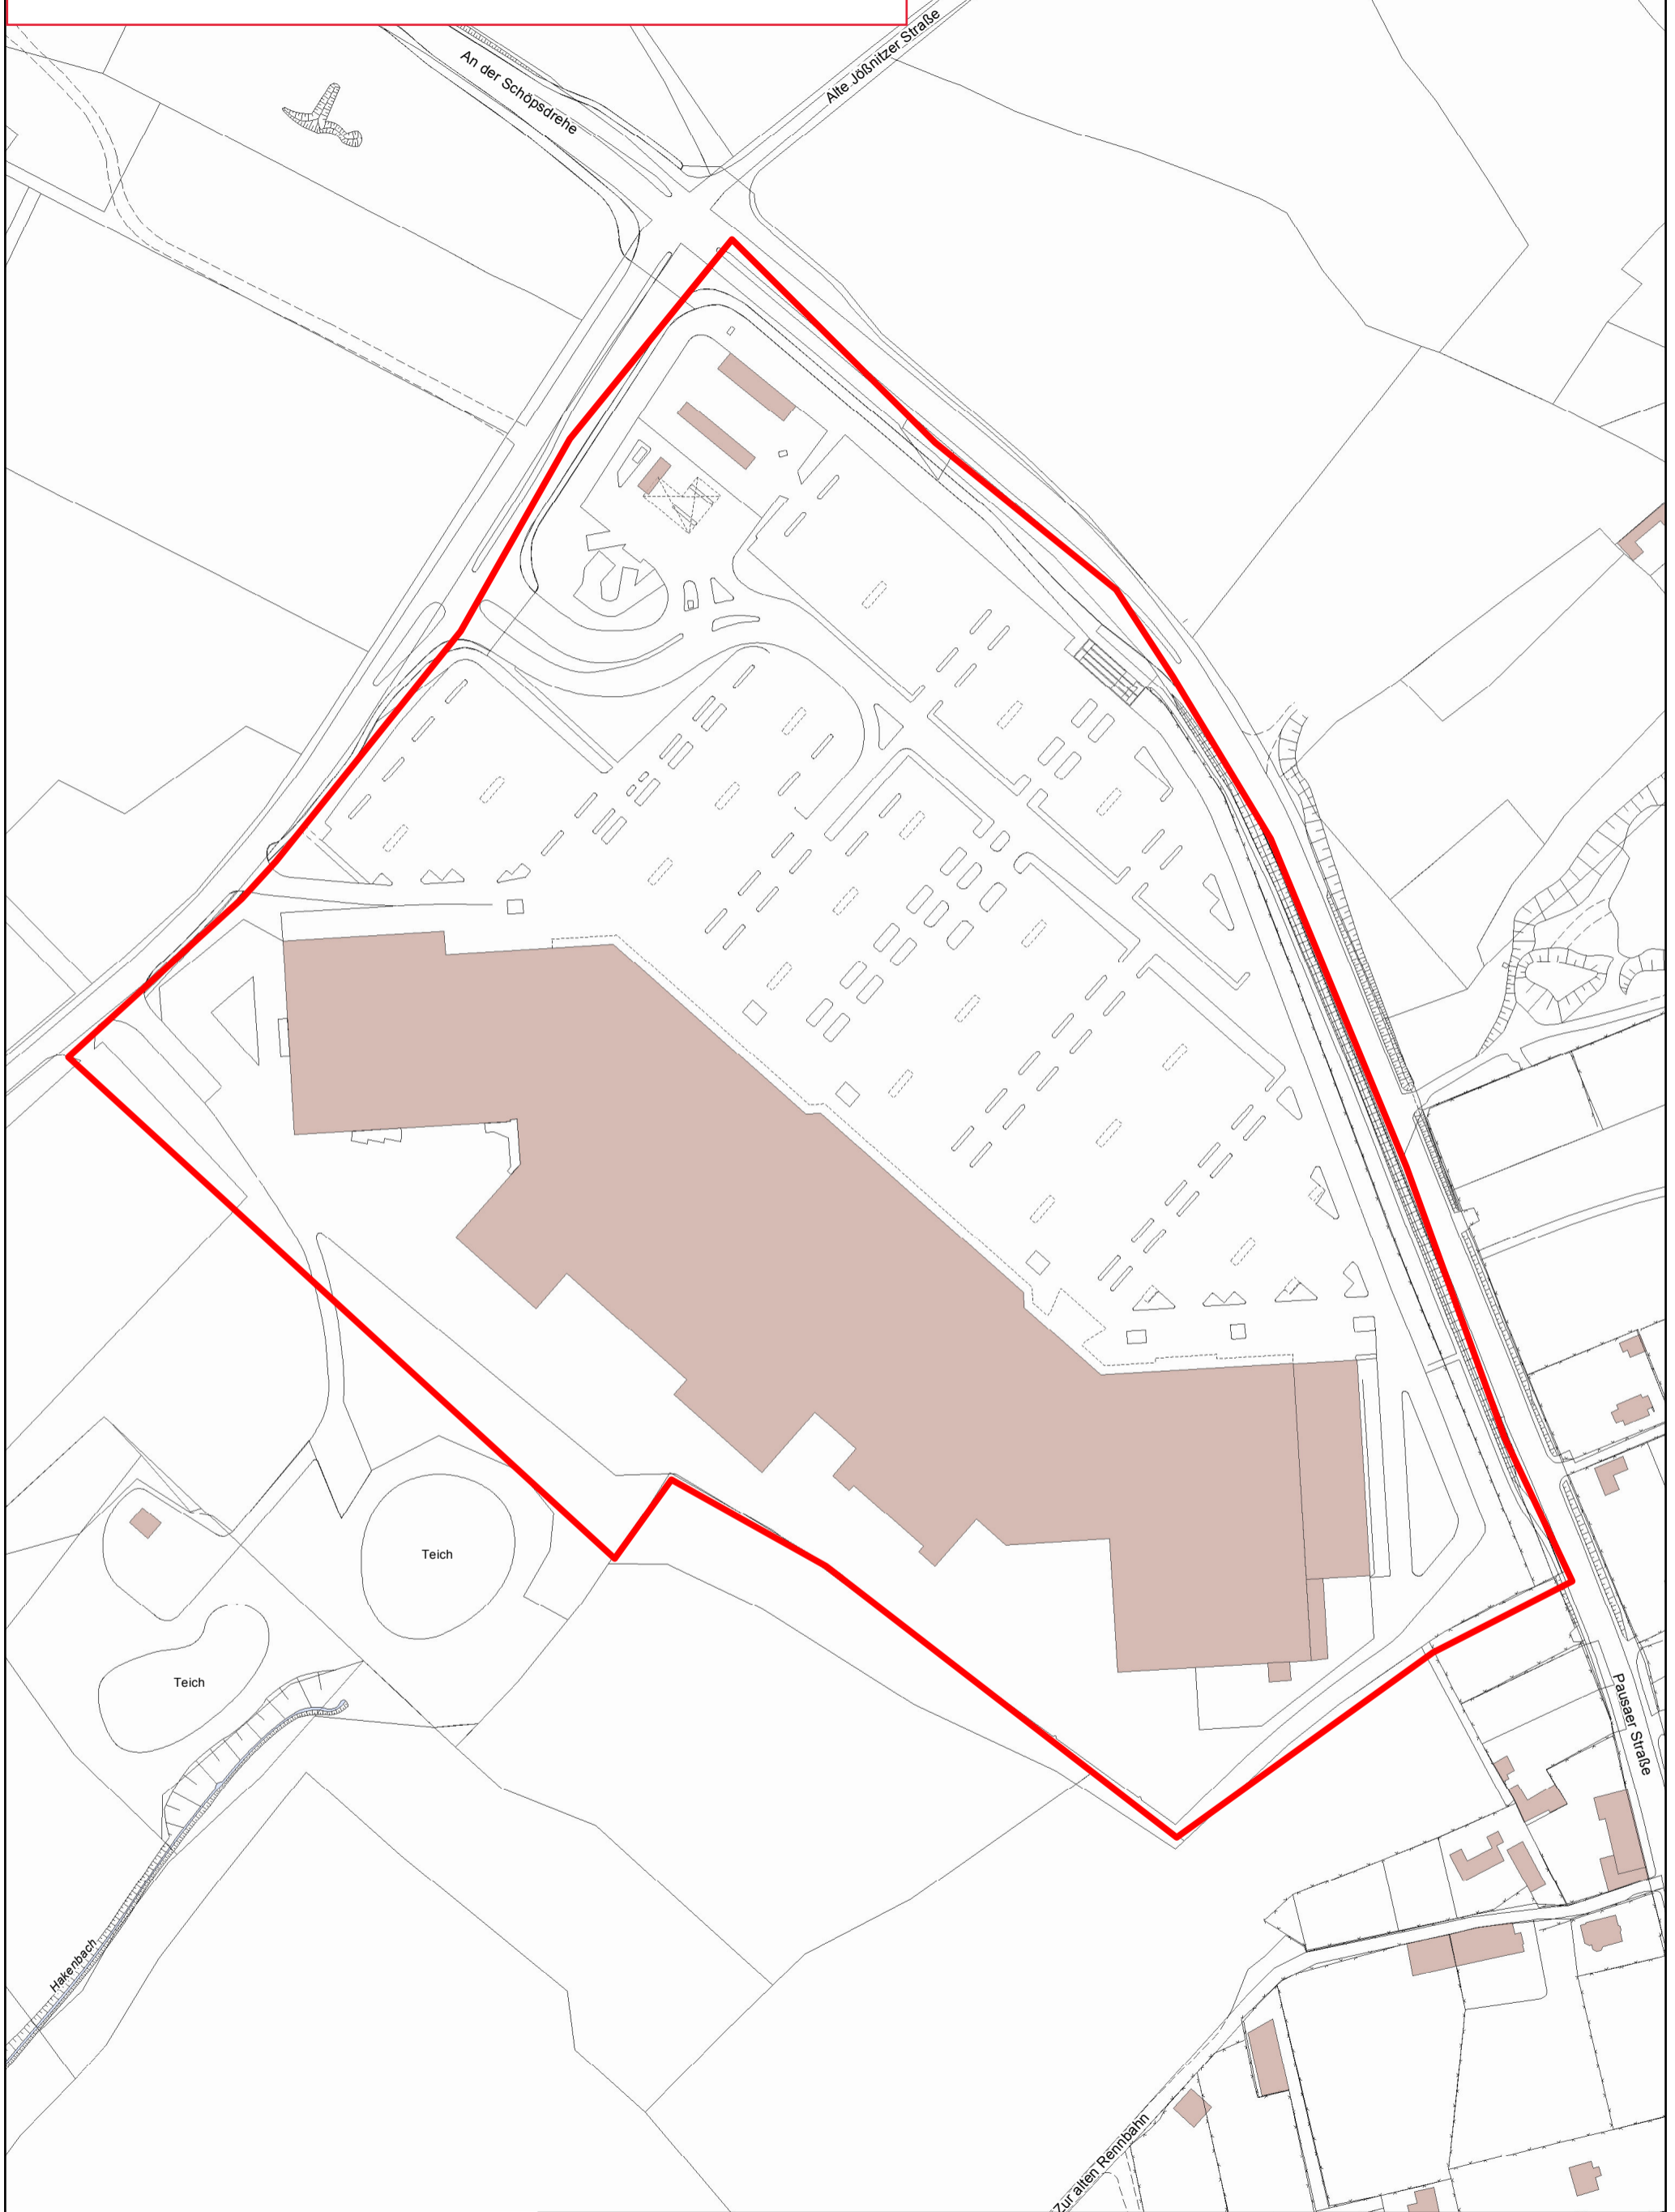 Alte Jößnitzer Straße
An der Schöpsdrehe
Teich
Teich
Pausaer Straße
Hakenbach
Zur alten Rennbahn